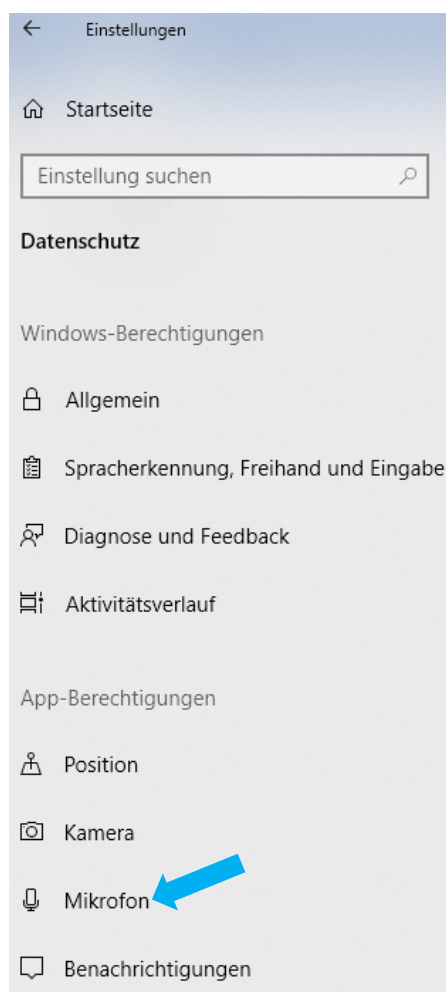 Einstellungen
Startseite
Einstellung suchen
Datenschutz
Windows-Berechtigungen
Allgemein
Spracherkennung, Freihand und Eingabe
Diagnose und Feedback
Aktivitätsverlauf
App-Berechtigungen
Position
Kamera
Mikrofon
Benachrichtigungen